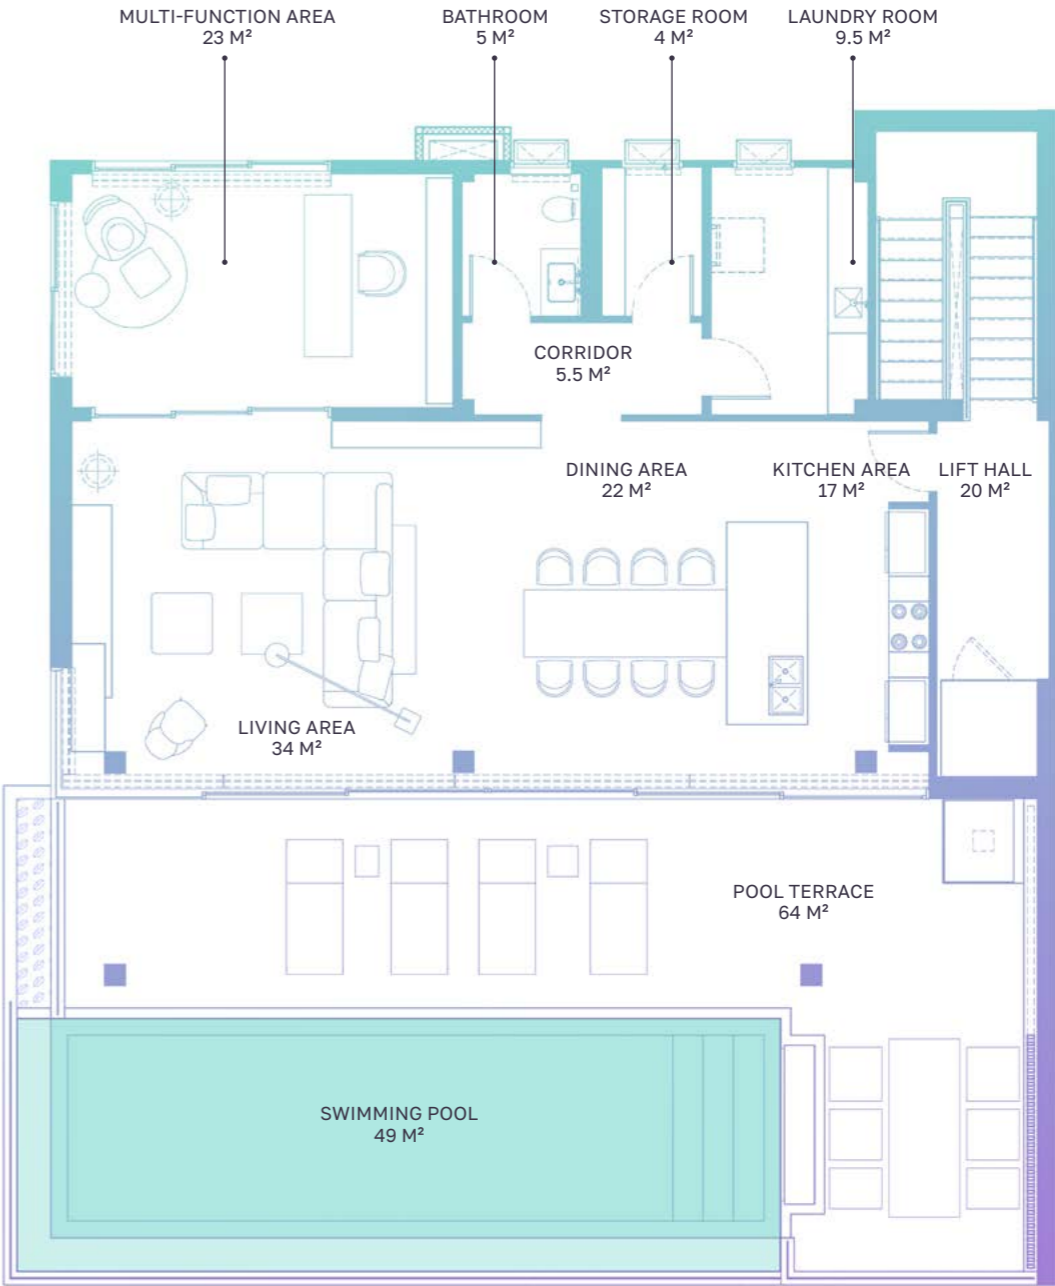 MULTI-FUNCTION AREA
23 M²
BATHROOM
5 M²
STORAGE ROOM
4 M²
LAUNDRY ROOM
9.5 M²
CORRIDOR
5.5 M²
DINING AREA
22 M²
KITCHEN AREA
17 M²
LIFT HALL
20 M²
LIVING AREA
34 M²
POOL TERRACE
64 M²
SWIMMING POOL
49 M²